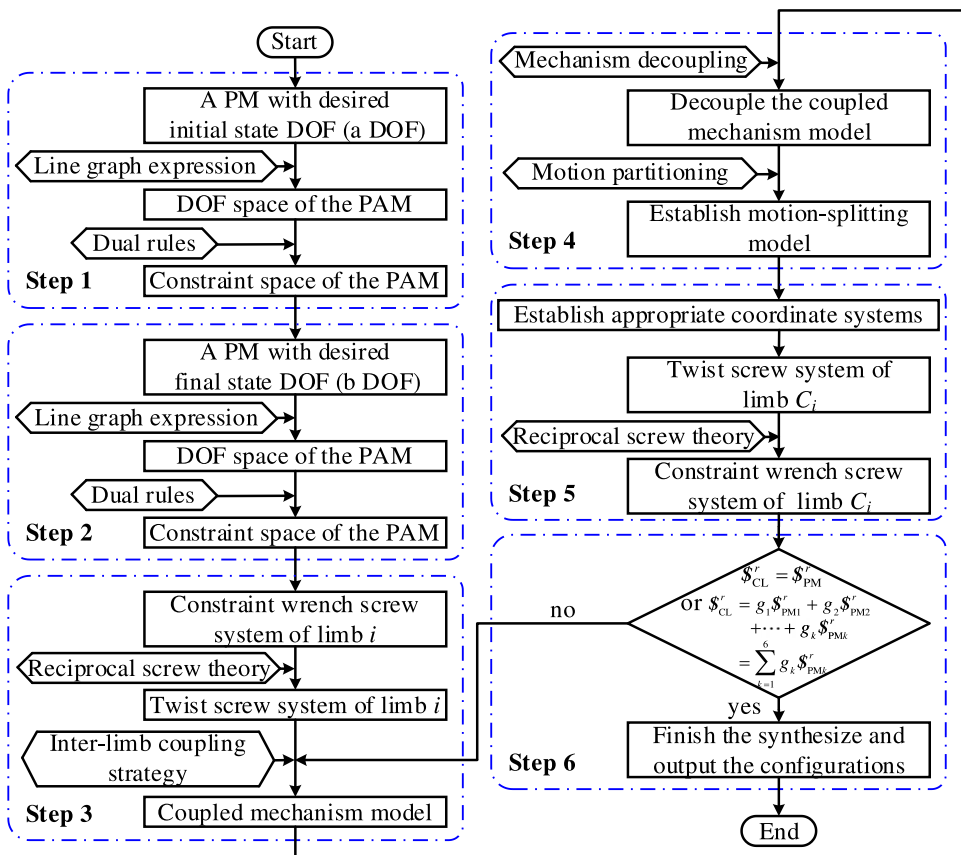 Start
A PM with desired
initial state DOF (a DOF)
Line graph expression
DOF space of the PAM
Dual rules
Step 1
Constraint space of the PAM
A PM with desired
final state DOF (b DOF)
Line graph expression
DOF space of the PAM
Dual rules
Step 2
Constraint space of the PAM
Constraint wrench screw
system of limb i
Reciprocal screw theory
Twist screw system of limb i
Inter-limb coupling
strategy
Step 3
Coupled mechanism model
Mechanism decoupling
Decouple the coupled
mechanism model
Motion partitioning
Establish motion-splitting
model
Step 4
Establish appropriate coordinate systems
Twist screw system of
limb C_i
Reciprocal screw theory
Constraint wrench screw
system of limb C_i
Step 5
$^r_CL = $^r_PM
or $^r_CL = g_1$^r_PM1 + g_2$^r_PM2
+⋯+ g_k$^r_PMk
= ∑_{k=1}^{6} g_k$^r_PMk
no
yes
Finish the synthesize and
output the configurations
Step 6
End